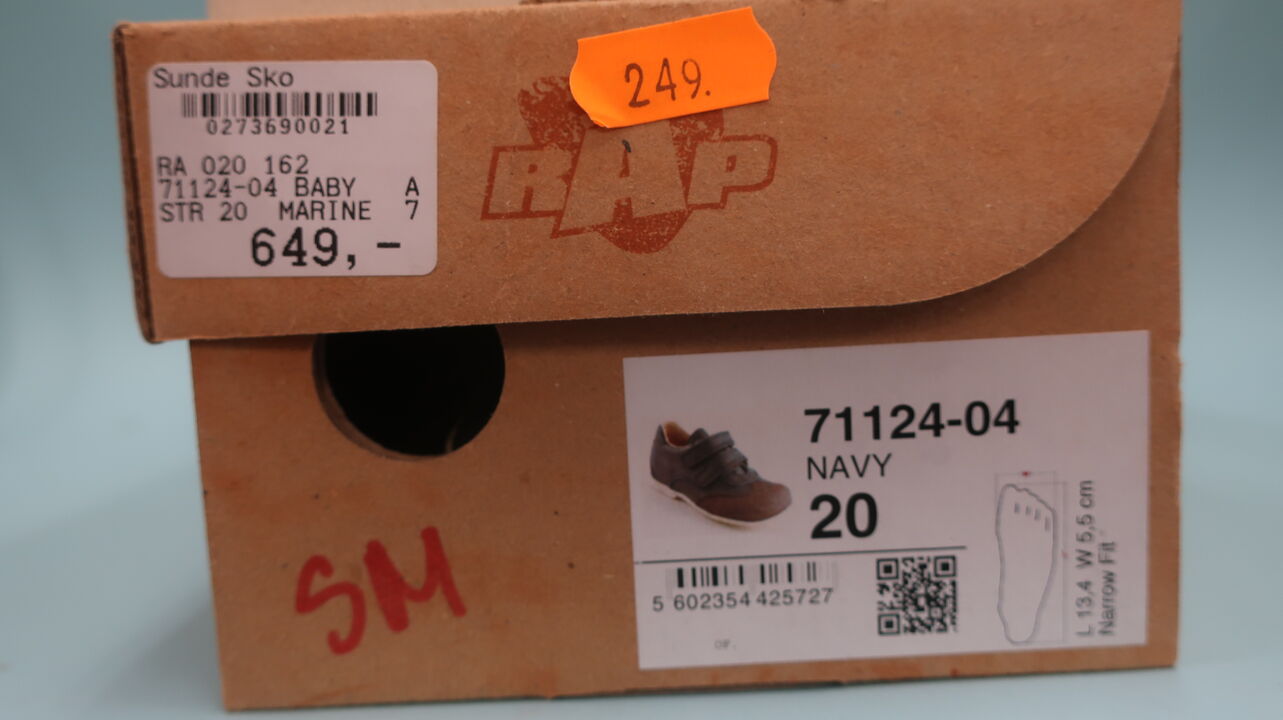 Sunde Sko
0273690021
RA 020 162
71124-04 BABY A
STR 20 MARINE 7
649,-
249.
RAP
SM
71124-04
NAVY
20
5 602354 425727
L 13,4 W 5,5 cm
Narrow Fit